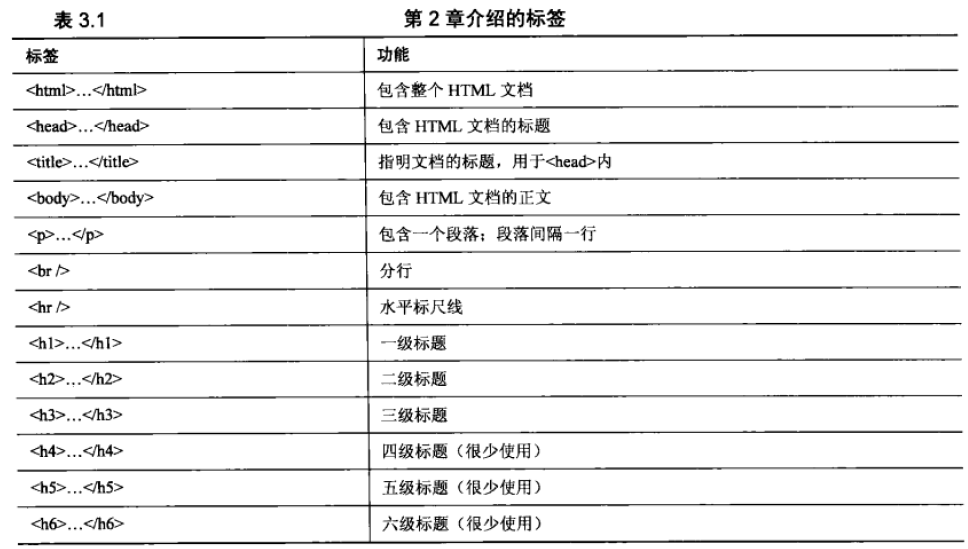 表 3.1 第 2 章介绍的标签
标签 功能
<html>…</html> 包含整个 HTML 文档
<head>…</head> 包含 HTML 文档的标题
<title>…</title> 指明文档的标题，用于<head>内
<body>…</body> 包含 HTML 文档的正文
<p>…</p> 包含一个段落；段落间隔一行
<br /> 分行
<hr /> 水平标尺线
<h1>…</h1> 一级标题
<h2>…</h2> 二级标题
<h3>…</h3> 三级标题
<h4>…</h4> 四级标题（很少使用）
<h5>…</h5> 五级标题（很少使用）
<h6>…</h6> 六级标题（很少使用）